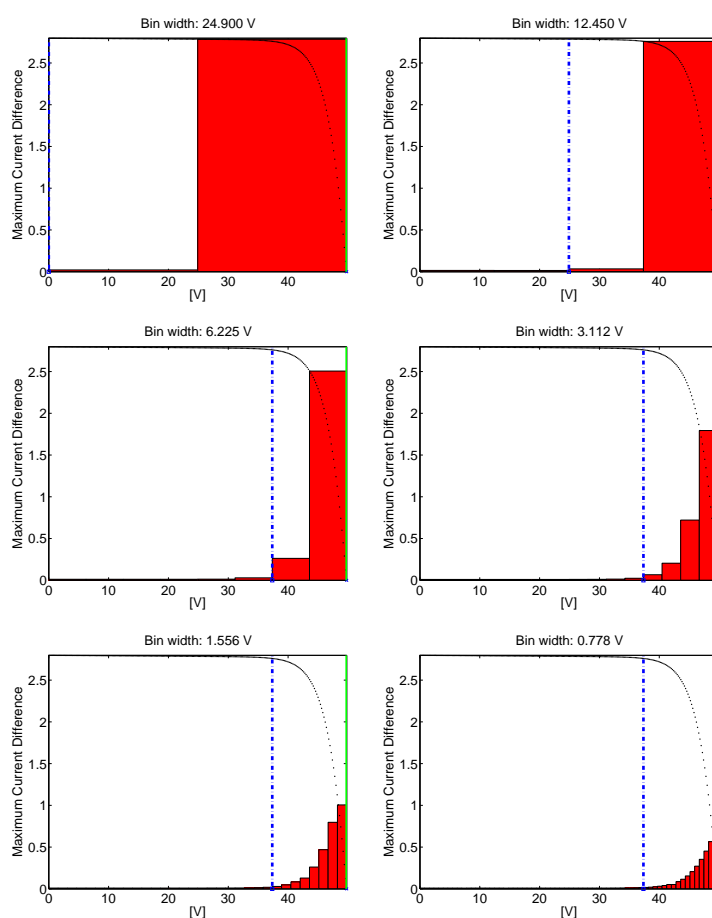 Bin width: 24.900 V
Maximum Current Difference
2.5
2
1.5
1
0.5
0
0 10 20 30 40
[V]
Bin width: 12.450 V
Maximum Current Difference
2.5
2
1.5
1
0.5
0
0 10 20 30 40
[V]
Bin width: 6.225 V
Maximum Current Difference
2.5
2
1.5
1
0.5
0
0 10 20 30 40
[V]
Bin width: 3.112 V
Maximum Current Difference
2.5
2
1.5
1
0.5
0
0 10 20 30 40
[V]
Bin width: 1.556 V
Maximum Current Difference
2.5
2
1.5
1
0.5
0
0 10 20 30 40
[V]
Bin width: 0.778 V
Maximum Current Difference
2.5
2
1.5
1
0.5
0
0 10 20 30 40
[V]